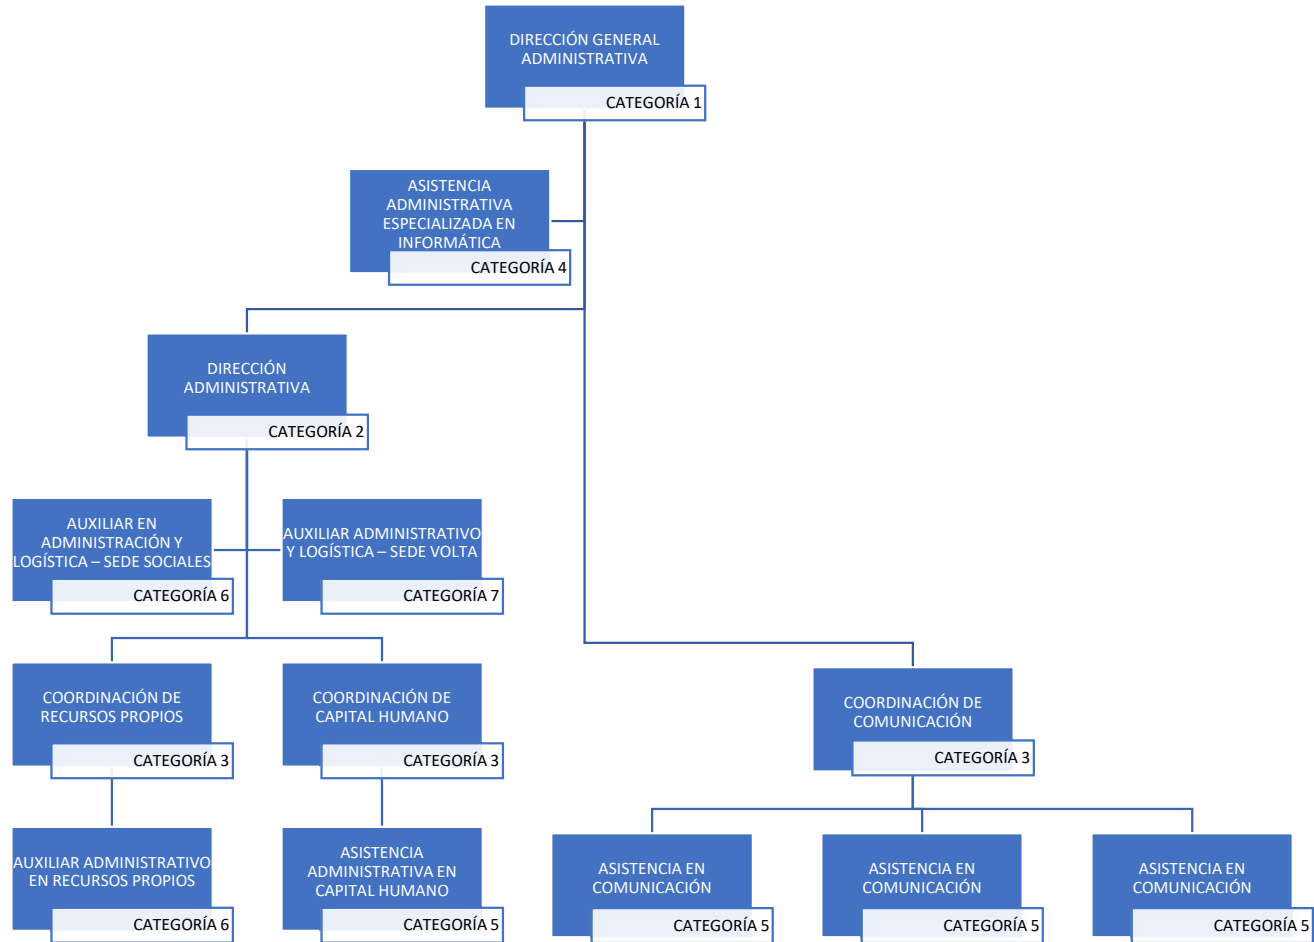 DIRECCIÓN GENERAL
ADMINISTRATIVA
CATEGORÍA 1
ASISTENCIA
ADMINISTRATIVA
ESPECIALIZADA EN
INFORMÁTICA
CATEGORÍA 4
DIRECCIÓN
ADMINISTRATIVA
CATEGORÍA 2
AUXILIAR EN
ADMINISTRACIÓN Y
LOGÍSTICA – SEDE SOCIALES
CATEGORÍA 6
AUXILIAR ADMINISTRATIVO
Y LOGÍSTICA – SEDE VOLTA
CATEGORÍA 7
COORDINACIÓN DE
RECURSOS PROPIOS
CATEGORÍA 3
COORDINACIÓN DE
CAPITAL HUMANO
CATEGORÍA 3
COORDINACIÓN DE
COMUNICACIÓN
CATEGORÍA 3
AUXILIAR ADMINISTRATIVO
EN RECURSOS PROPIOS
CATEGORÍA 6
ASISTENCIA
ADMINISTRATIVA EN
CAPITAL HUMANO
CATEGORÍA 5
ASISTENCIA EN
COMUNICACIÓN
CATEGORÍA 5
ASISTENCIA EN
COMUNICACIÓN
CATEGORÍA 5
ASISTENCIA EN
COMUNICACIÓN
CATEGORÍA 5